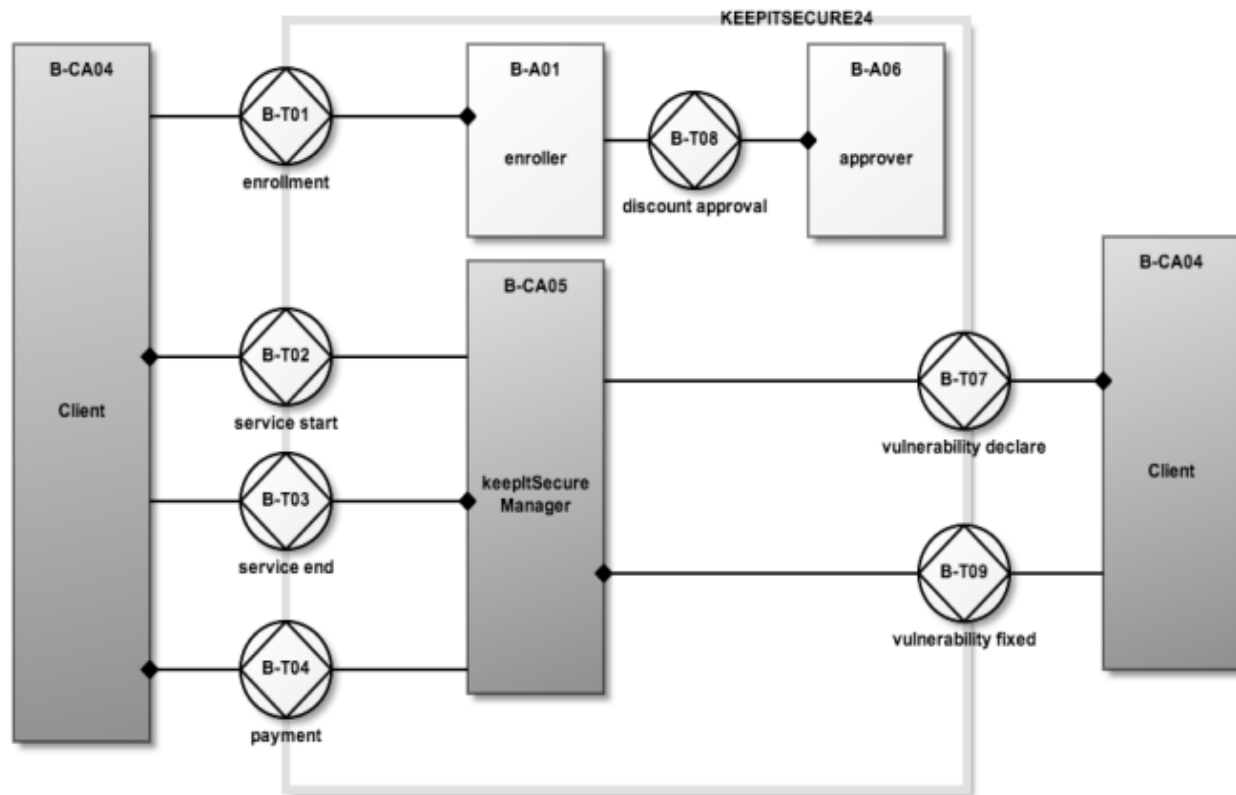 KEEPITSECURE24
B-CA04
Client
B-T01
enrollment
B-A01
enroller
B-T08
discount approval
B-A06
approver
B-T02
service start
B-T03
service end
B-T04
payment
B-CA05
keepItSecure
Manager
B-T07
vulnerability declare
B-T09
vulnerability fixed
B-CA04
Client